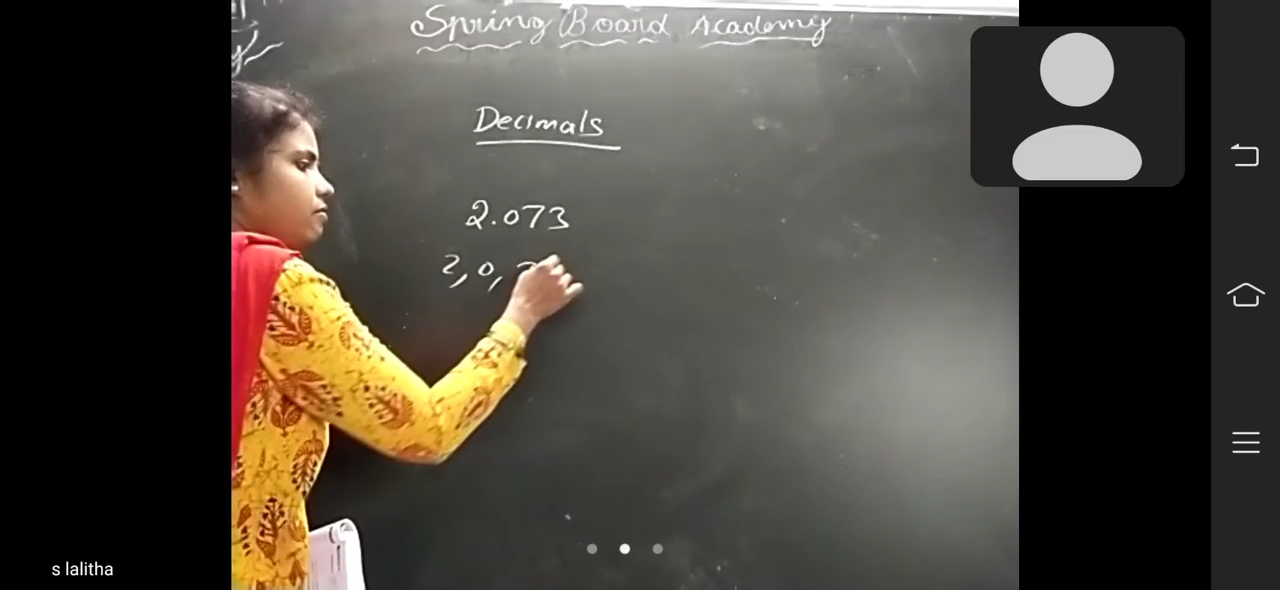 Spring Board Academy
Decimals
2.073
2,0,
s lalitha